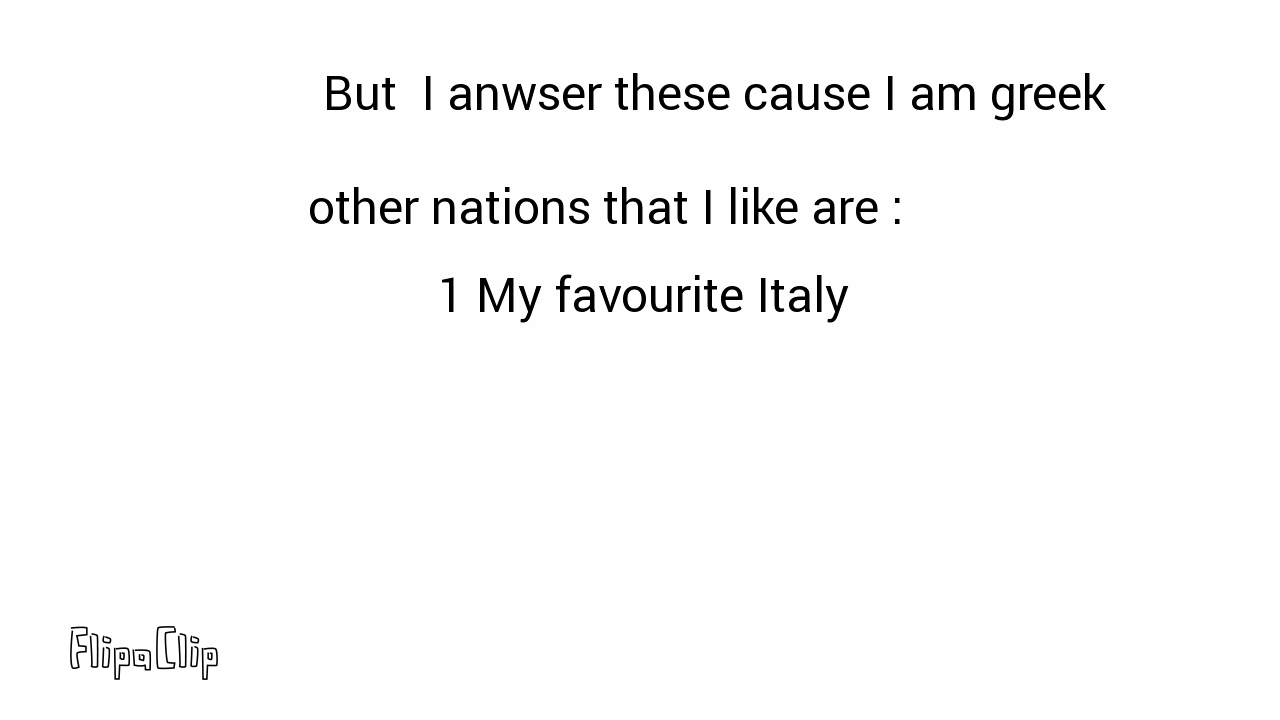 But  I anwser these cause I am greek
other nations that I like are :
1 My favourite Italy
FlipaClip